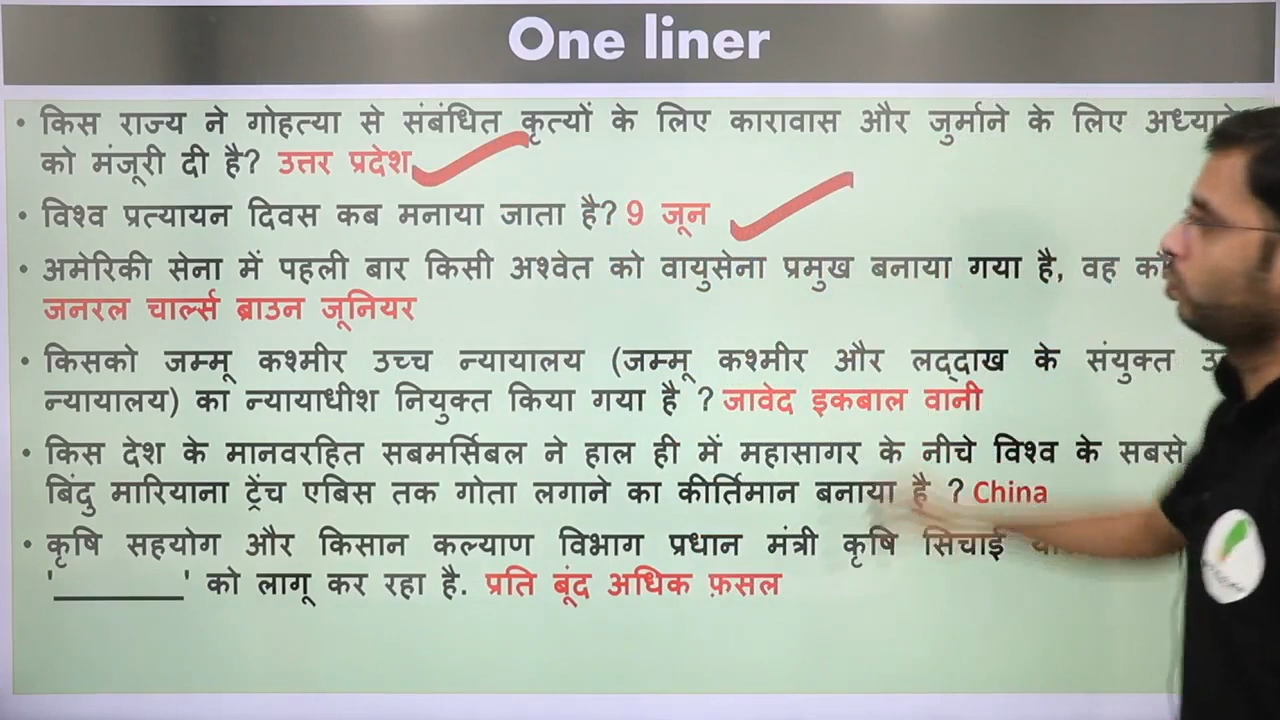 One liner
• किस राज्य ने गोहत्या से संबंधित कृत्यों के लिए कारावास और जुर्माने के लिए
को मंजूरी दी है? उत्तर प्रदेश
• विश्व प्रत्यायन दिवस कब मनाया जाता है? 9 जून
• अमेरिकी सेना में पहली बार किसी अश्वेत को वायुसेना प्रमुख बनाया गया है, वह
जनरल चार्ल्स ब्राउन जूनियर
• किसको जम्मू कश्मीर उच्च न्यायालय (जम्मू कश्मीर और लद्दाख के संयुक्त
न्यायालय) का न्यायाधीश नियुक्त किया गया है ? जावेद इकबाल वानी
• किस देश के मानवरहित सबमर्सिबल ने हाल ही में महासागर के नीचे विश्व के सबसे
बिंदु मारियाना ट्रेंच एबिस तक गोता लगाने का कीर्तिमान बनाया है ? China
• कृषि सहयोग और किसान कल्याण विभाग प्रधान मंत्री कृषि सिचाई
'_________' को लागू कर रहा है. प्रति बूंद अधिक फ़सल